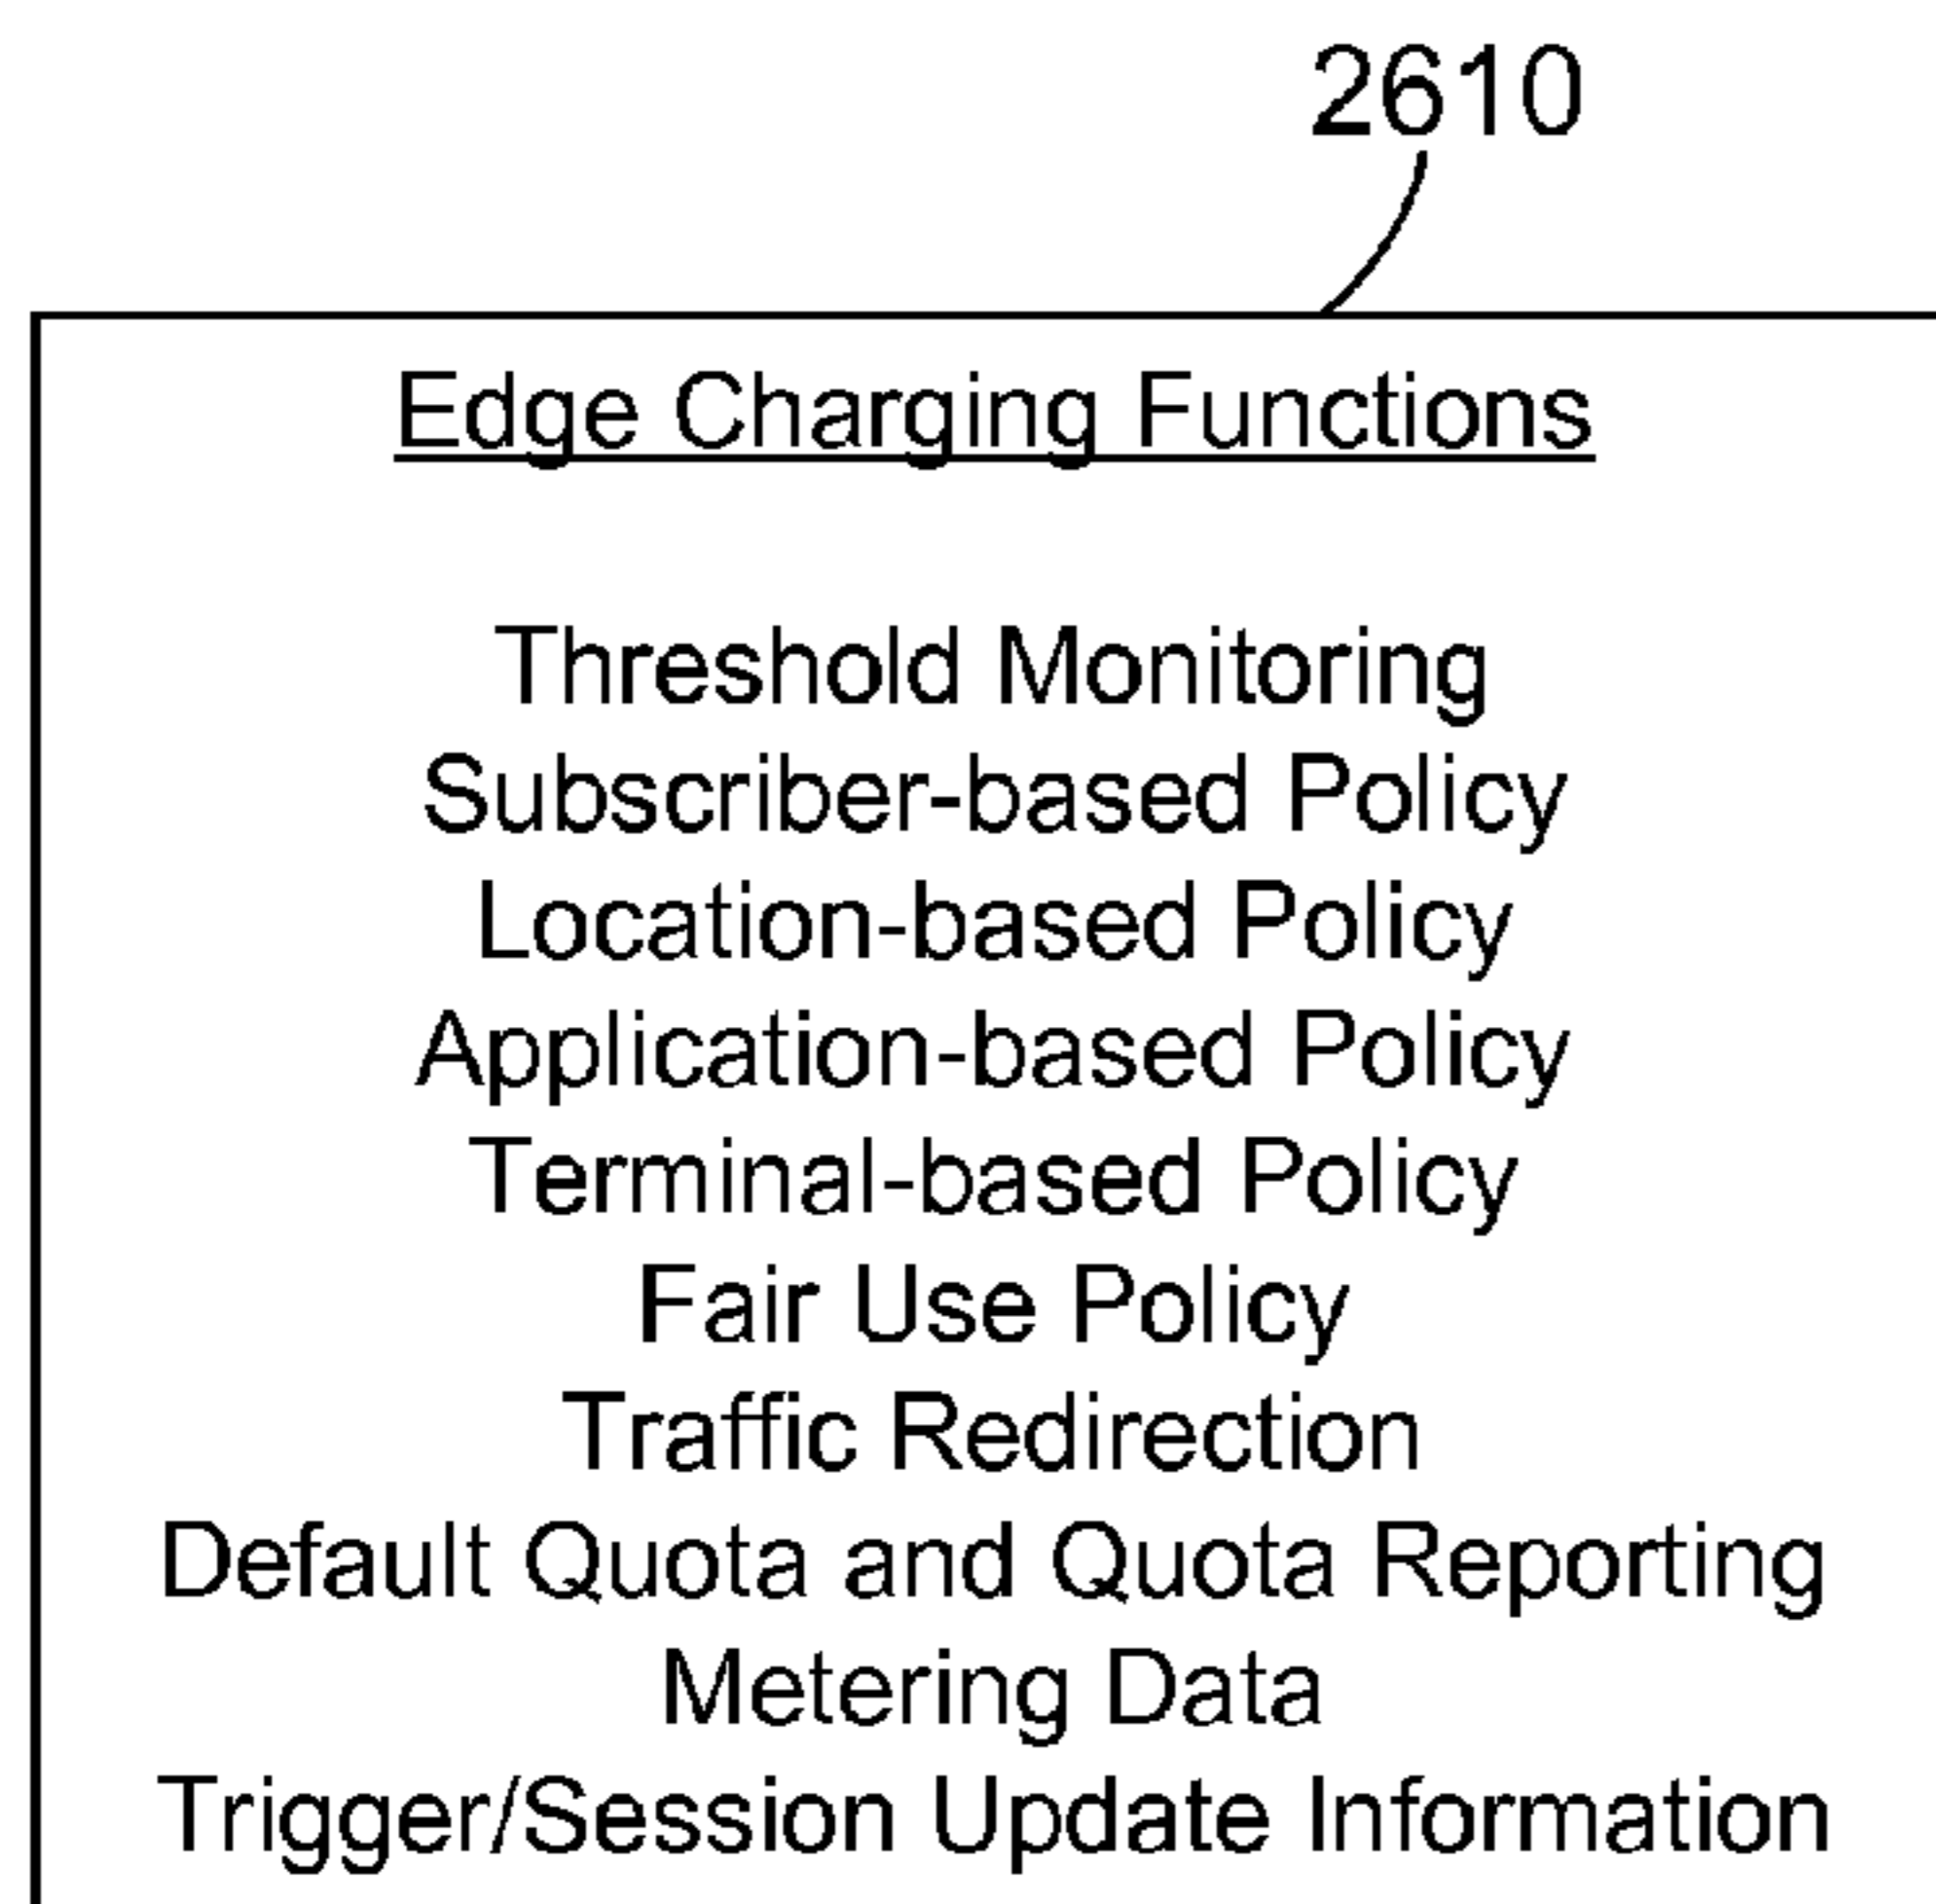 2610
Edge Charging Functions
Threshold Monitoring
Subscriber-based Policy
Location-based Policy
Application-based Policy
Terminal-based Policy
Fair Use Policy
Traffic Redirection
Default Quota and Quota Reporting
Metering Data
Trigger/Session Update Information